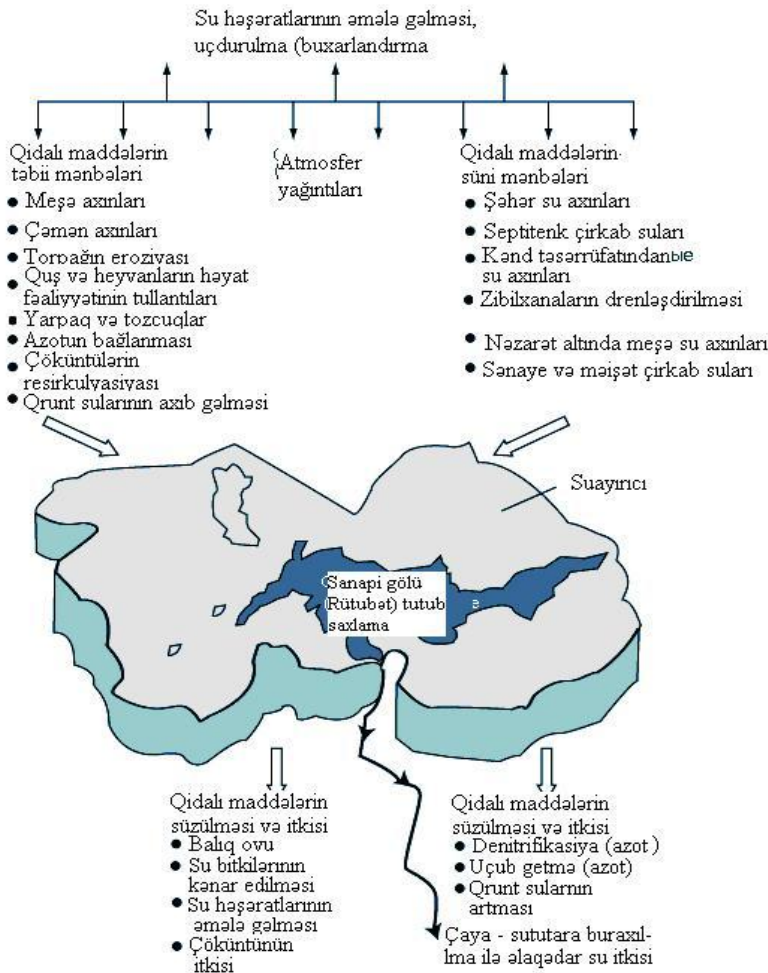 Su həşəratlarının əmələ gəlməsi,
uçdurulma (buxarlandırma
Qidalı maddələrin
təbii mənbələri
● Meşə axınları
● Çəmən axınları
● Torpağın erozivası
● Quş və heyvanların həyat
fəaliyyətinin tullantıları
● Yarpaq və tozcuqlar
● Azotun bağlanması
● Çöküntülərin
resirkulyasiyası
● Qrunt sularının axıb gəlməsi
Atmosfer
yağıntıları
Qidalı maddələrin
süni mənbələri
● Şəhər su axınları
● Septitenk çirkab suları
● Kənd təsərrüfatındanые
su axınları
● Zibilxanaların drenləşdirilməsi
● Nəzarət altında meşə su axınları
● Sənaye və məişət çirkab suları
Suayırıcı
Sanapi gölü
(Rütubət) tutub
saxlama
е
Qidalı maddələrin
süzülməsi və itkisi
● Balıq ovu
● Su bitkilərının
kənar edilməsi
● Su həşəratlarının
əmələ gəlməsi
● Çöküntünün
itkisi
Qidalı maddələrin
süzülməsi və itkisi
● Denitrifikasiya (azot )
● Uçub getmə (azot)
● Qrunt sularnın
artması
Çaya - sututara buraxıl-
ma ilə əlaqədar su itkisi